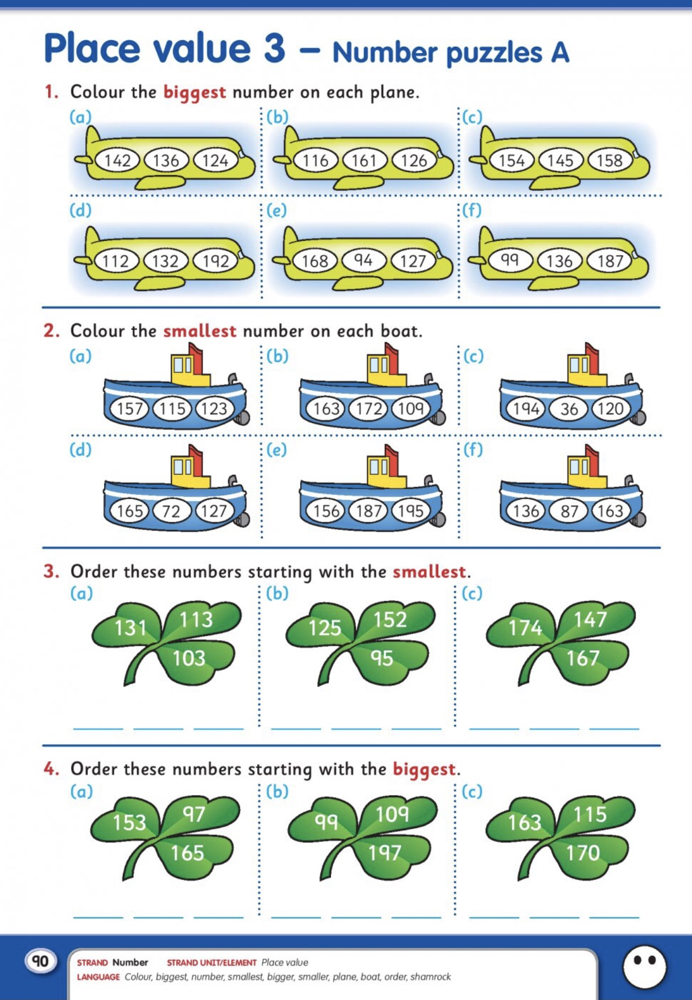 Place value 3 – Number puzzles A
1. Colour the biggest number on each plane.
(a) (b) (c)
142 136 124 116 161 126 154 145 158
(d) (e) (f)
112 132 192 168 94 127 99 136 187
2. Colour the smallest number on each boat.
(a) (b) (c)
157 115 123 163 172 109 194 36 120
(d) (e) (f)
165 72 127 156 187 195 136 87 163
3. Order these numbers starting with the smallest.
(a) (b) (c)
131 113 125 152 174 147
103 95 167
4. Order these numbers starting with the biggest.
(a) (b) (c)
153 97 99 109 163 115
165 197 170
90
STRAND Number STRAND UNIT/ELEMENT Place value
LANGUAGE Colour, biggest, number, smallest, bigger, smaller, plane, boat, order, shamrock